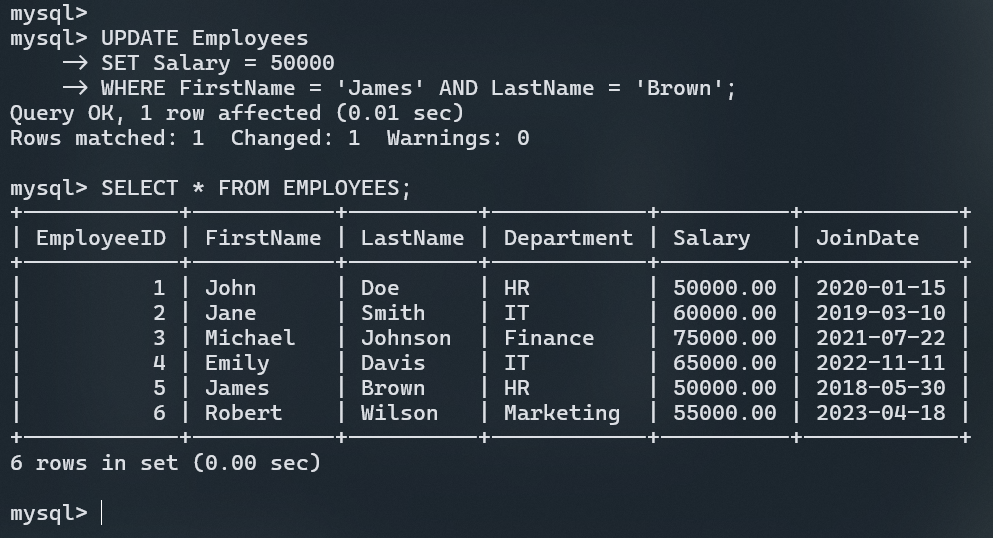 mysql>
mysql> UPDATE Employees
    -> SET Salary = 50000
    -> WHERE FirstName = 'James' AND LastName = 'Brown';
Query OK, 1 row affected (0.01 sec)
Rows matched: 1  Changed: 1  Warnings: 0

mysql> SELECT * FROM EMPLOYEES;
+------------+-----------+----------+------------+----------+------------+
| EmployeeID | FirstName | LastName | Department | Salary   | JoinDate   |
+------------+-----------+----------+------------+----------+------------+
|          1 | John      | Doe      | HR         | 50000.00 | 2020-01-15 |
|          2 | Jane      | Smith    | IT         | 60000.00 | 2019-03-10 |
|          3 | Michael   | Johnson  | Finance    | 75000.00 | 2021-07-22 |
|          4 | Emily     | Davis    | IT         | 65000.00 | 2022-11-11 |
|          5 | James     | Brown    | HR         | 50000.00 | 2018-05-30 |
|          6 | Robert    | Wilson   | Marketing  | 55000.00 | 2023-04-18 |
+------------+-----------+----------+------------+----------+------------+
6 rows in set (0.00 sec)

mysql>